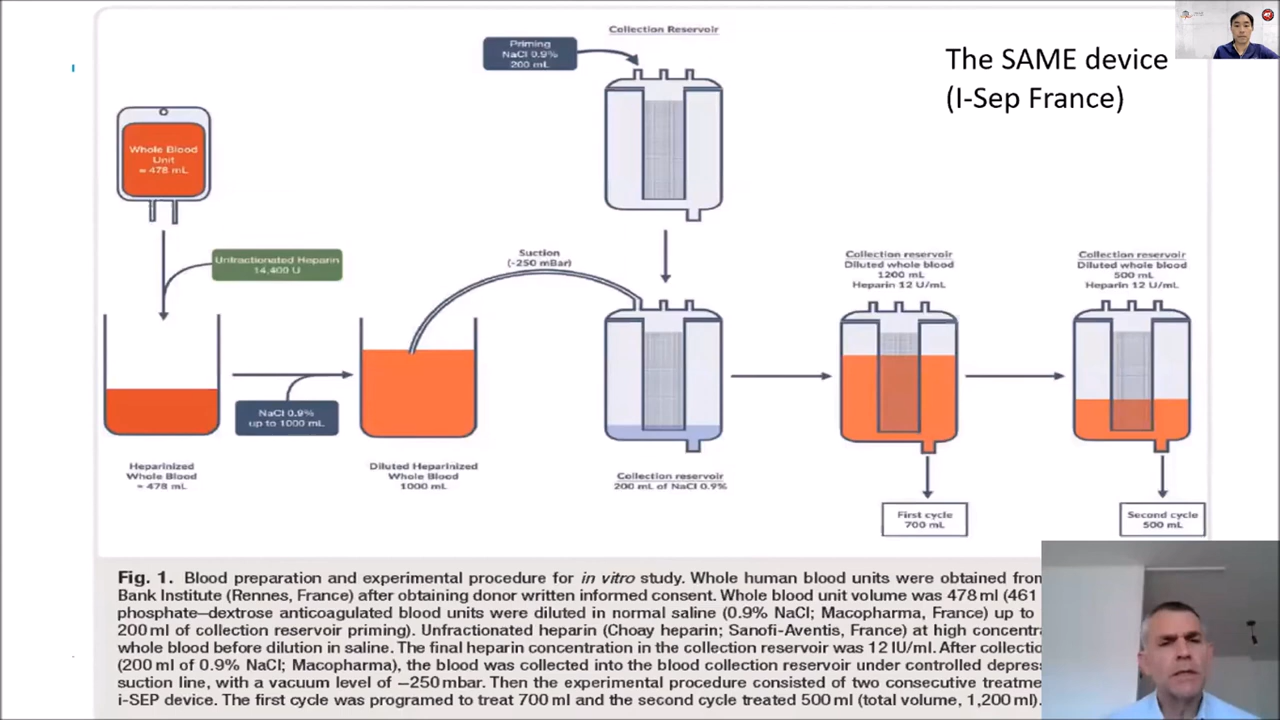 Collection Reservoir
Priming
NaCl 0.9%
200 mL
The SAME device
(I-Sep France)
Whole Blood
Unit
≈ 478 mL
Unfractionated Heparin
14,400 U
Suction
(-250 mBar)
Collection reservoir
Diluted whole blood
1200 mL
Heparin 12 U/mL
Collection reservoir
Diluted whole blood
500 mL
Heparin 12 U/mL
NaCl 0.9%
up to 1000 mL
Heparinized
Whole Blood
≈ 478 mL
Diluted Heparinized
Whole Blood
1000 mL
Collection reservoir
200 mL of NaCl 0.9%
First cycle
700 mL
Second cycle
500 mL
Fig. 1. Blood preparation and experimental procedure for in vitro study. Whole human blood units were obtained from
Bank Institute (Rennes, France) after obtaining donor written informed consent. Whole blood unit volume was 478 ml (461
phosphate–dextrose anticoagulated blood units were diluted in normal saline (0.9% NaCl; Macopharma, France) up to
200 ml of collection reservoir priming). Unfractionated heparin (Choay heparin; Sanofi-Aventis, France) at high concentra
whole blood before dilution in saline. The final heparin concentration in the collection reservoir was 12 IU/ml. After collectio
(200 ml of 0.9% NaCl; Macopharma), the blood was collected into the blood collection reservoir under controlled depress
suction line, with a vacuum level of −250 mbar. Then the experimental procedure consisted of two consecutive treatme
i-SEP device. The first cycle was programed to treat 700 ml and the second cycle treated 500 ml (total volume, 1,200 ml).